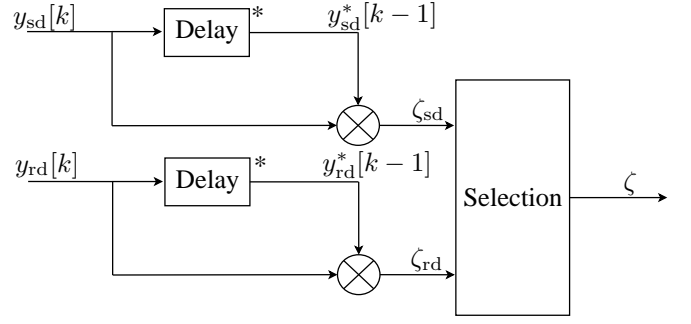 y_sd[k]
Delay
*
y*_sd[k−1]
ζ_sd
y_rd[k]
Delay
*
y*_rd[k−1]
ζ_rd
Selection
ζ